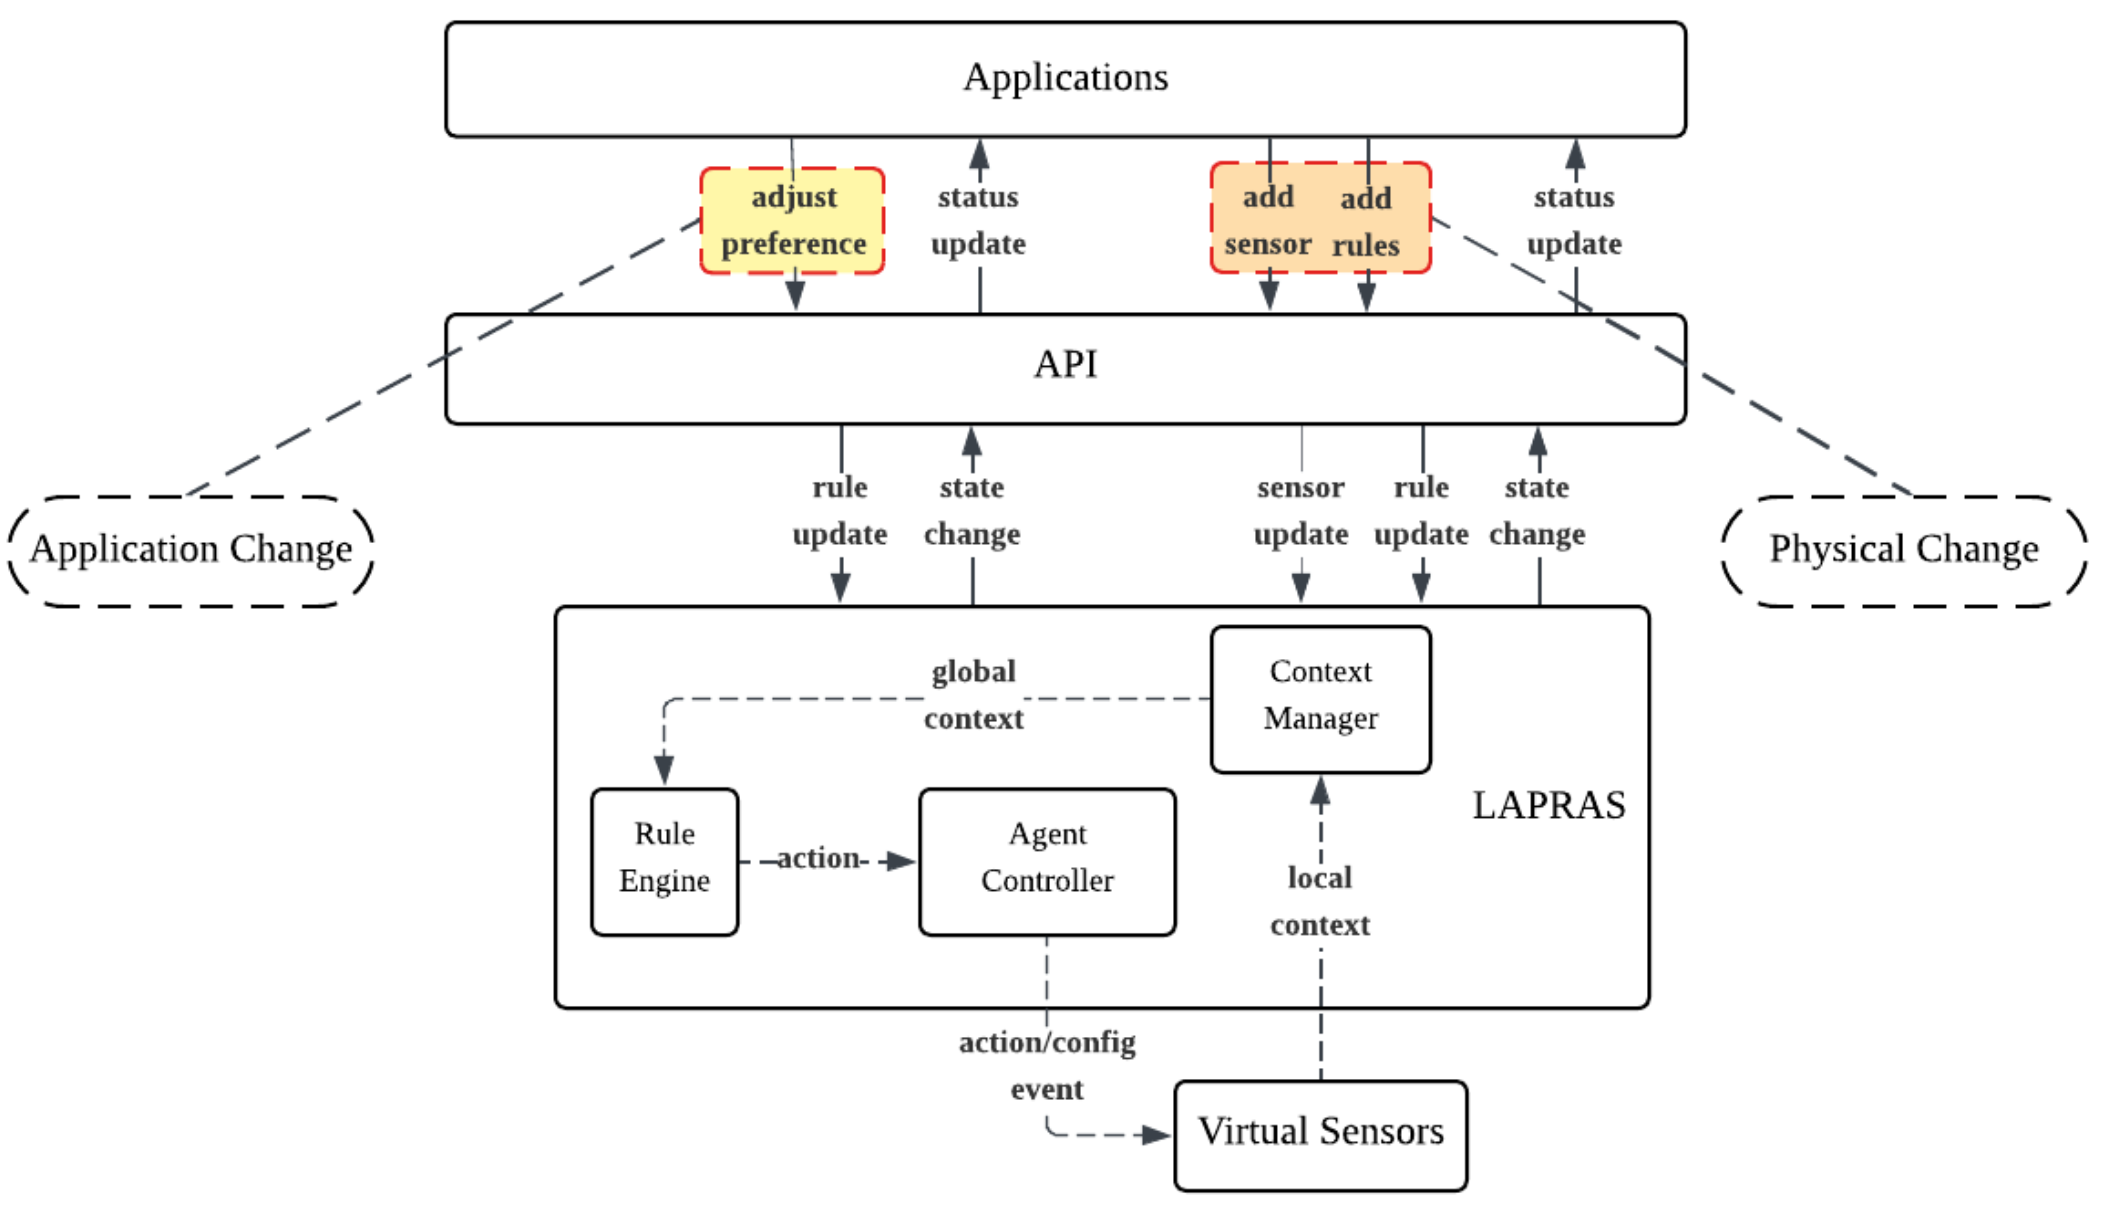 Applications
adjust
preference
status
update
add
sensor
add
rules
status
update
API
rule
update
state
change
sensor
update
rule
update
state
change
Application Change
Physical Change
global
context
Context
Manager
LAPRAS
Rule
Engine
action
Agent
Controller
local
context
action/config
event
Virtual Sensors